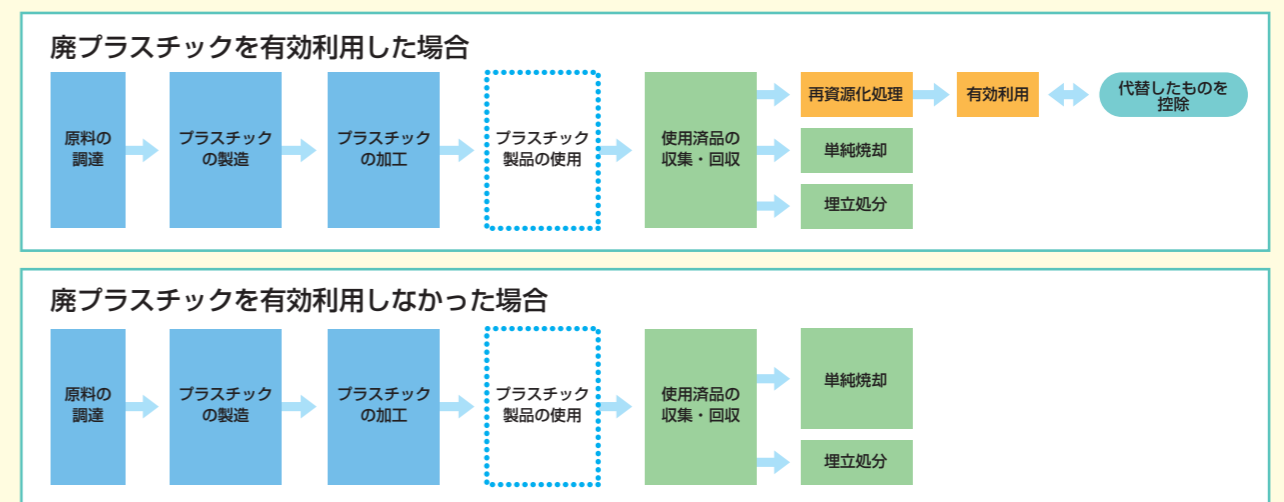 廃プラスチックを有効利用した場合
原料の
調達
プラスチック
の製造
プラスチック
の加工
プラスチック
製品の使用
使用済品の
収集・回収
再資源化処理
有効利用
代替したものを
控除
単純焼却
埋立処分
廃プラスチックを有効利用しなかった場合
原料の
調達
プラスチック
の製造
プラスチック
の加工
プラスチック
製品の使用
使用済品の
収集・回収
単純焼却
埋立処分